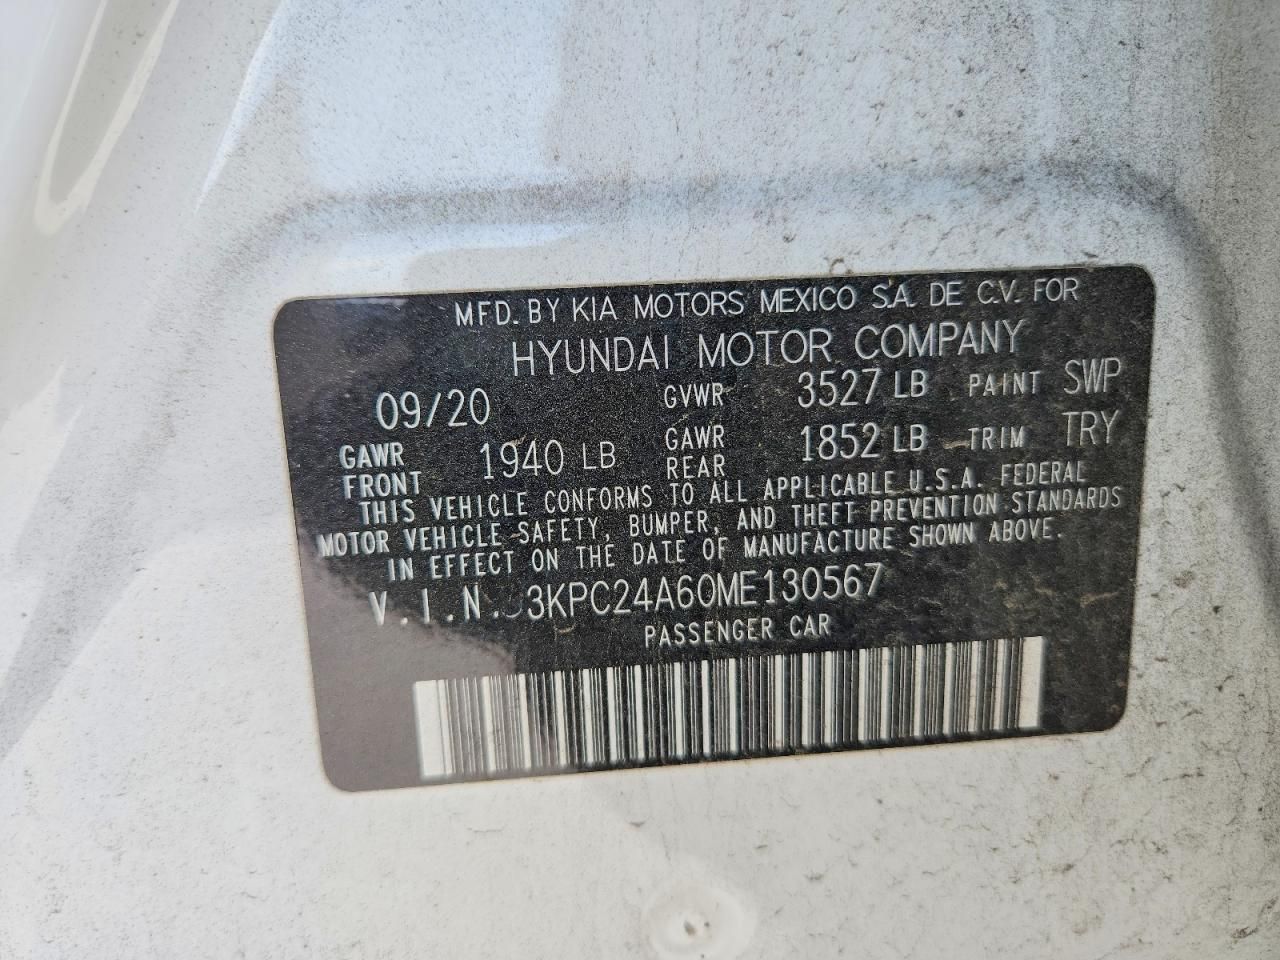 MFD. BY KIA MOTORS MEXICO S.A. DE C.V. FOR
HYUNDAI MOTOR COMPANY
09/20 GVWR 3527 LB PAINT SWP
GAWR FRONT 1940 LB GAWR REAR 1852 LB TRIM TRY
THIS VEHICLE CONFORMS TO ALL APPLICABLE U.S.A. FEDERAL
MOTOR VEHICLE SAFETY, BUMPER, AND THEFT PREVENTION STANDARDS
IN EFFECT ON THE DATE OF MANUFACTURE SHOWN ABOVE.
V.I.N. 3KPC24A60ME130567
PASSENGER CAR